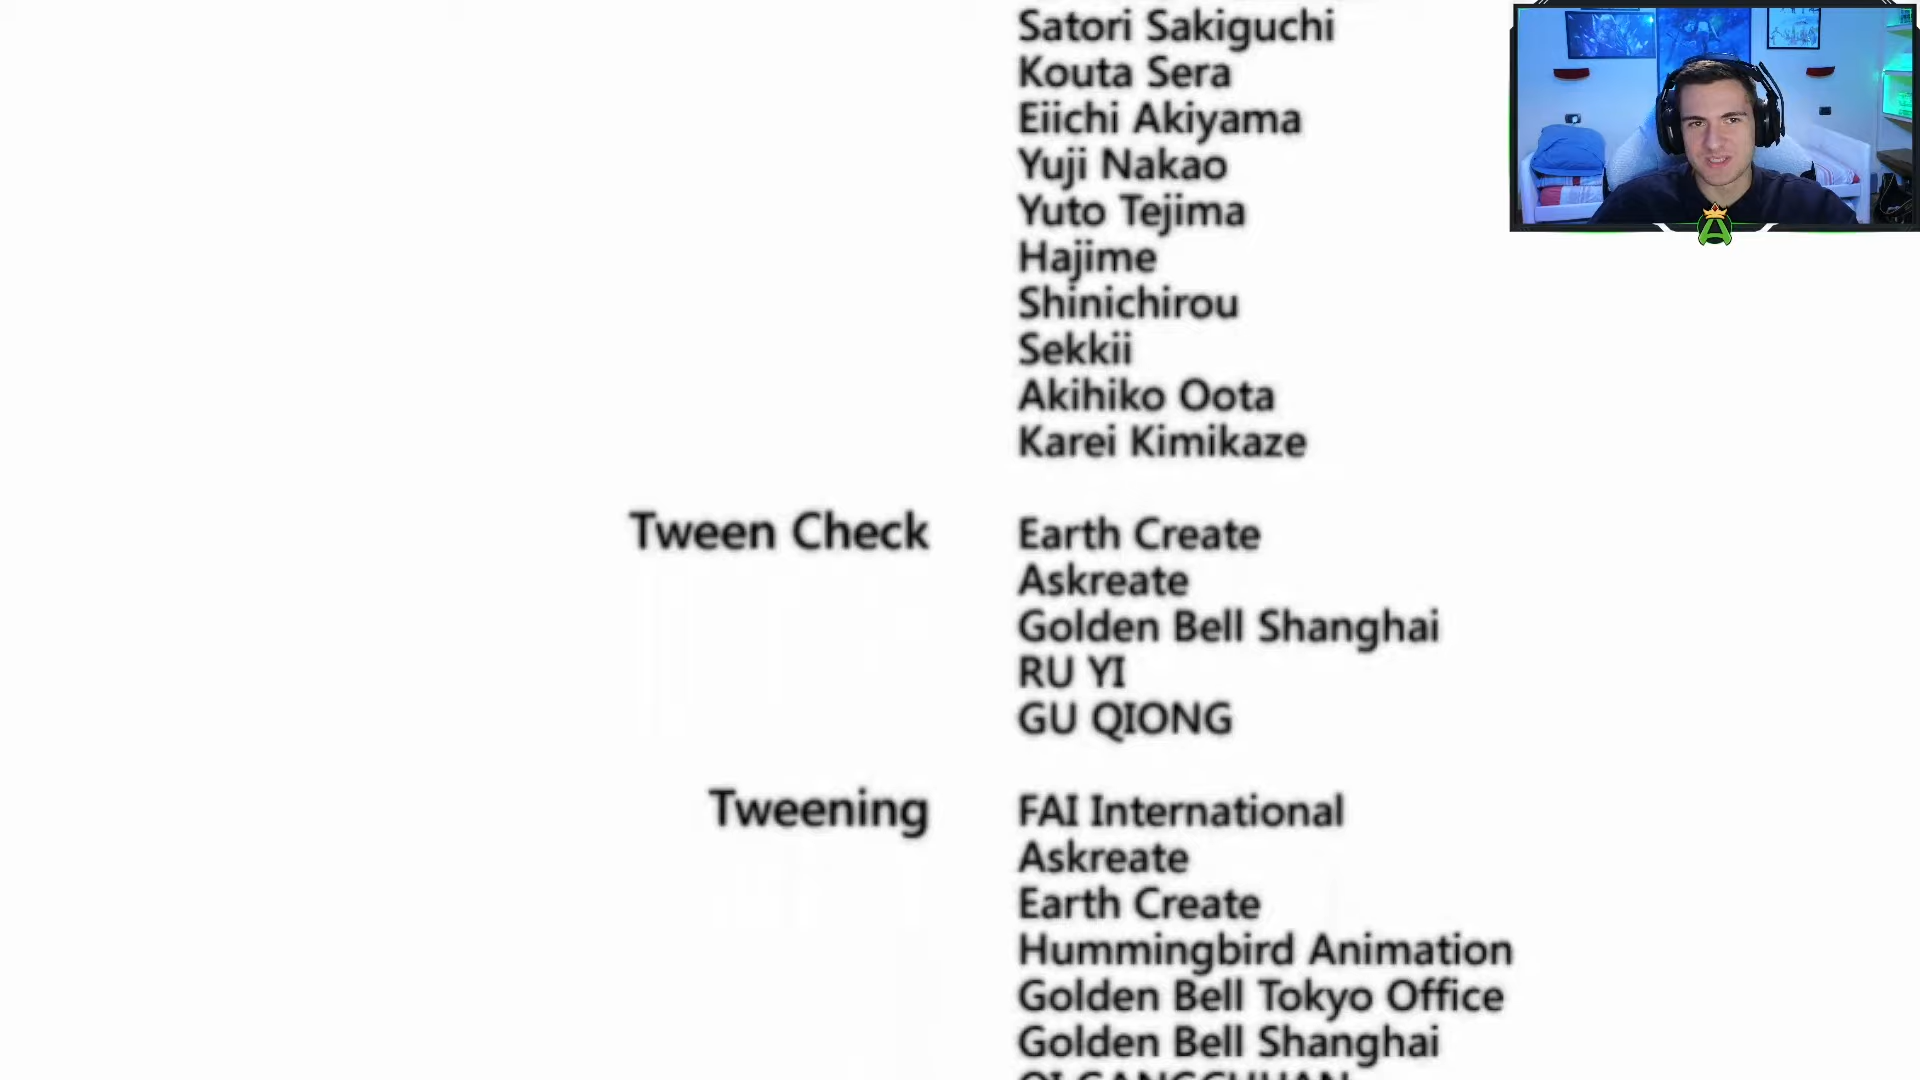 Satori Sakiguchi
Kouta Sera
Eiichi Akiyama
Yuji Nakao
Yuto Tejima
Hajime
Shinichirou
Sekkii
Akihiko Oota
Karei Kimikaze
Tween Check
Earth Create
Askreate
Golden Bell Shanghai
RU YI
GU QIONG
Tweening
FAI International
Askreate
Earth Create
Hummingbird Animation
Golden Bell Tokyo Office
Golden Bell Shanghai